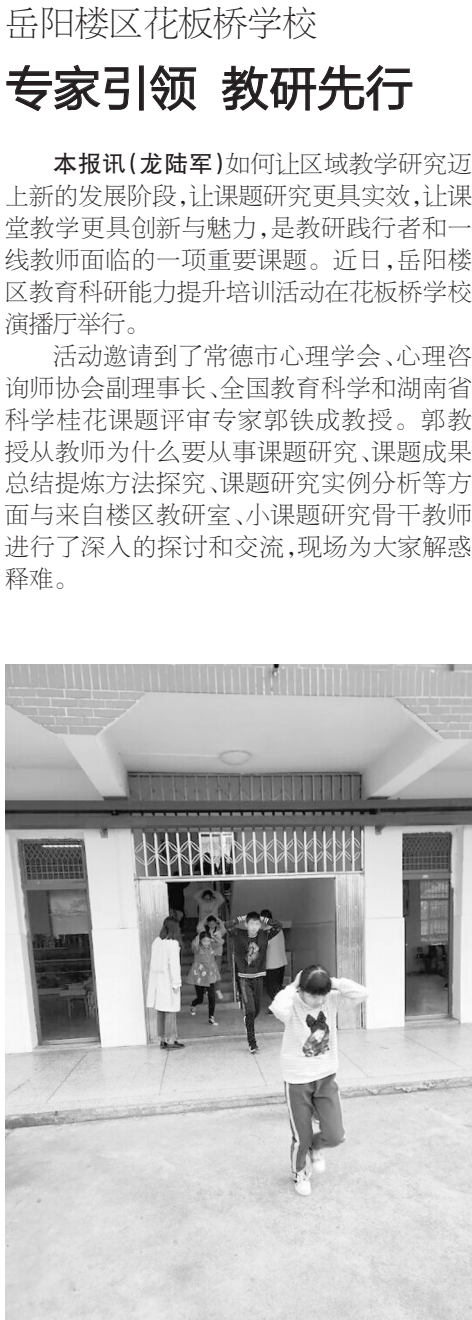 岳阳楼区花板桥学校
专家引领 教研先行
本报讯(龙陆军)如何让区域教学研究迈
上新的发展阶段,让课题研究更具实效,让课
堂教学更具创新与魅力,是教研践行者和一
线教师面临的一项重要课题。近日,岳阳楼
区教育科研能力提升培训活动在花板桥学校
演播厅举行。
活动邀请到了常德市心理学会、心理咨
询师协会副理事长、全国教育科学和湖南省
科学桂花课题评审专家郭铁成教授。郭教
授从教师为什么要从事课题研究、课题成果
总结提炼方法探究、课题研究实例分析等方
面与来自楼区教研室、小课题研究骨干教师
进行了深入的探讨和交流,现场为大家解惑
释难。